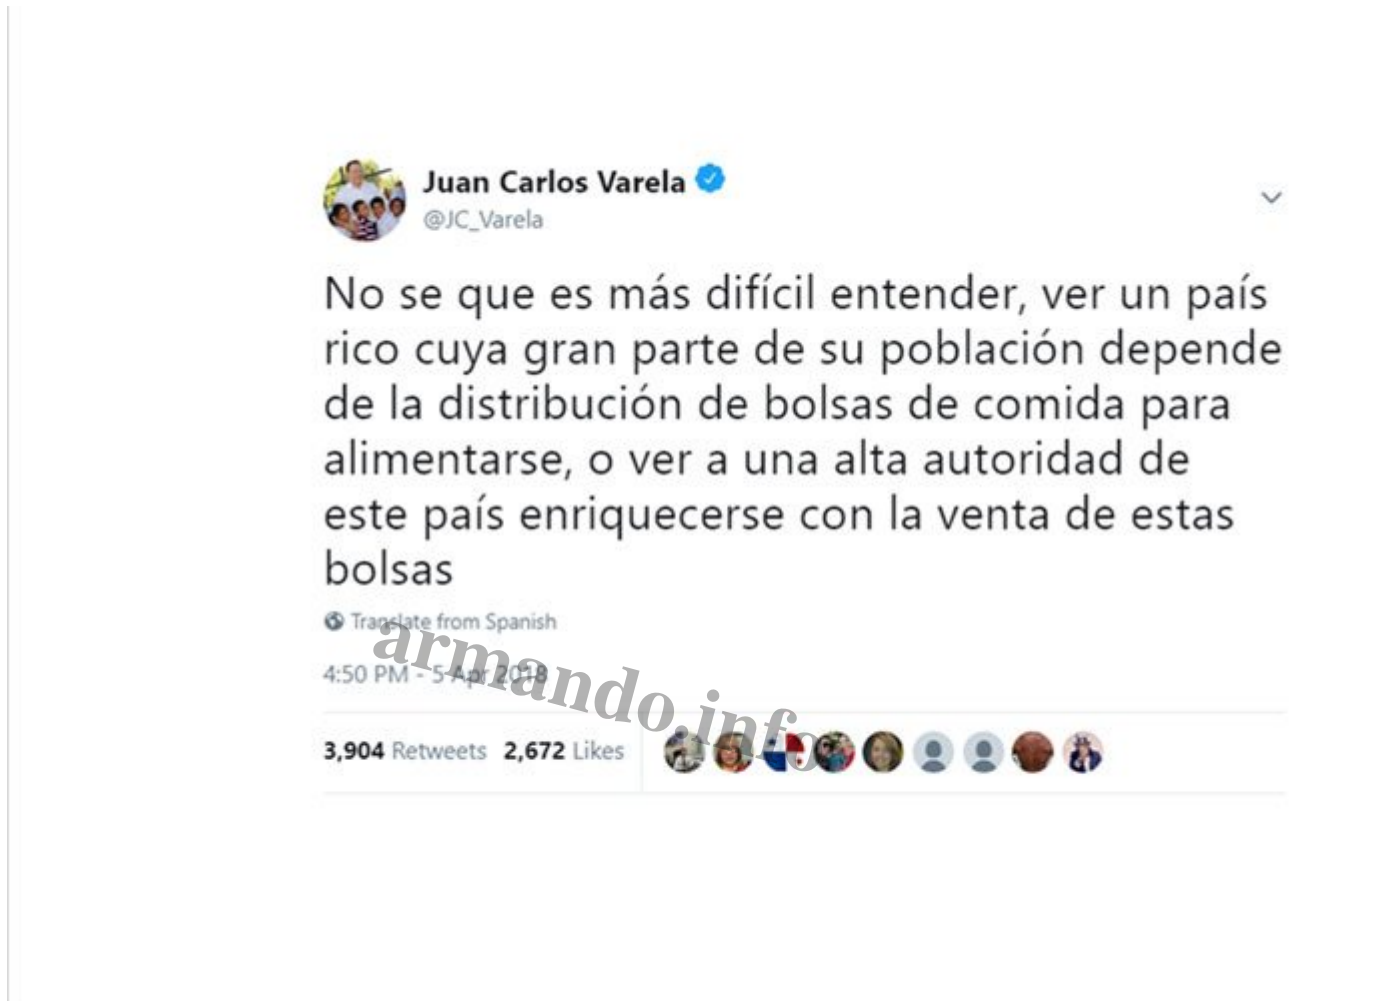 Juan Carlos Varela
@JC_Varela
No se que es más difícil entender, ver un país
rico cuya gran parte de su población depende
de la distribución de bolsas de comida para
alimentarse, o ver a una alta autoridad de
este país enriquecerse con la venta de estas
bolsas
Translate from Spanish
4:50 PM - 5 Apr 2018
armando.info
3,904 Retweets 2,672 Likes